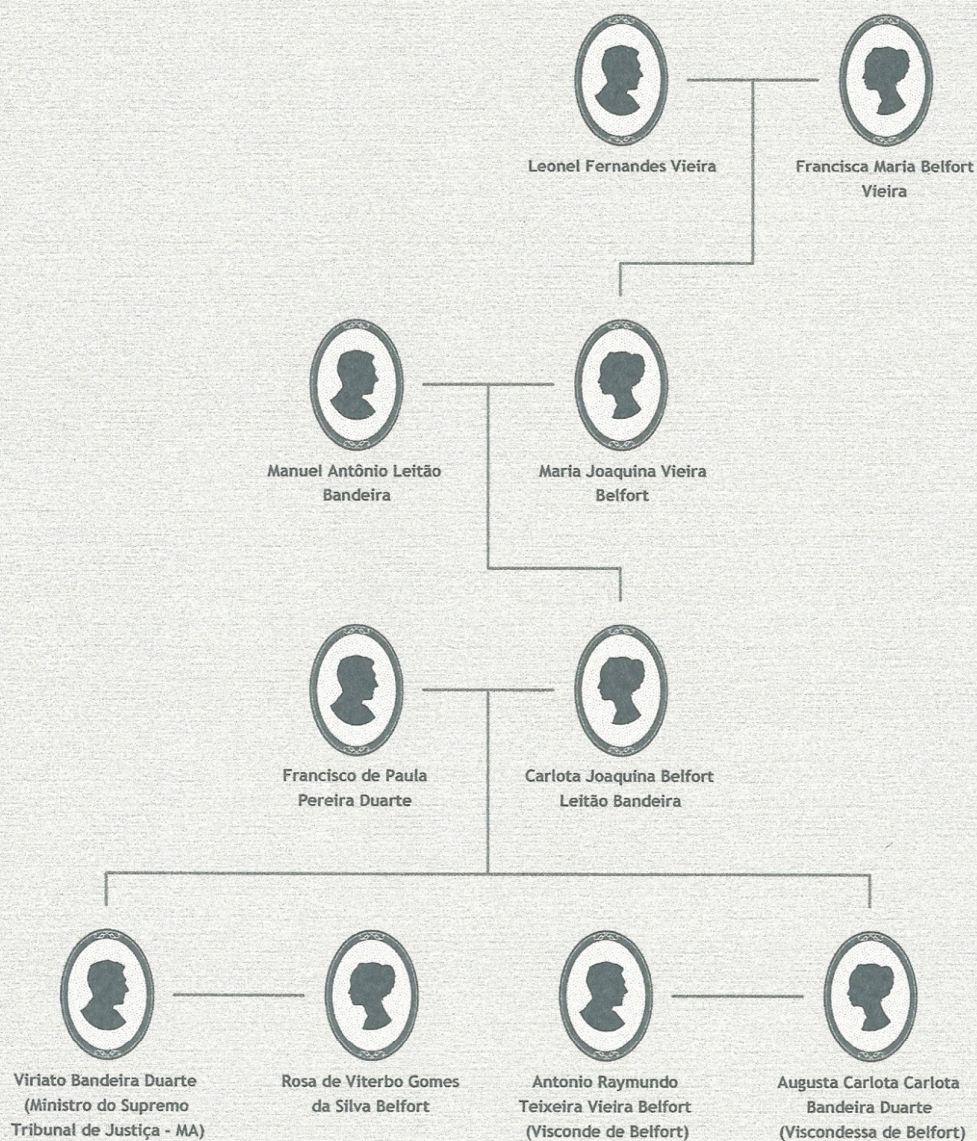 Leonel Fernandes Vieira
Francisca Maria Belfort
Vieira
Manuel Antônio Leitão
Bandeira
Maria Joaquina Vieira
Belfort
Francisco de Paula
Pereira Duarte
Carlota Joaquina Belfort
Leitão Bandeira
Viriato Bandeira Duarte
(Ministro do Supremo
Tribunal de Justiça - MA)
Rosa de Viterbo Gomes
da Silva Belfort
Antonio Raymundo
Teixeira Vieira Belfort
(Visconde de Belfort)
Augusta Carlota Carlota
Bandeira Duarte
(Viscondessa de Belfort)